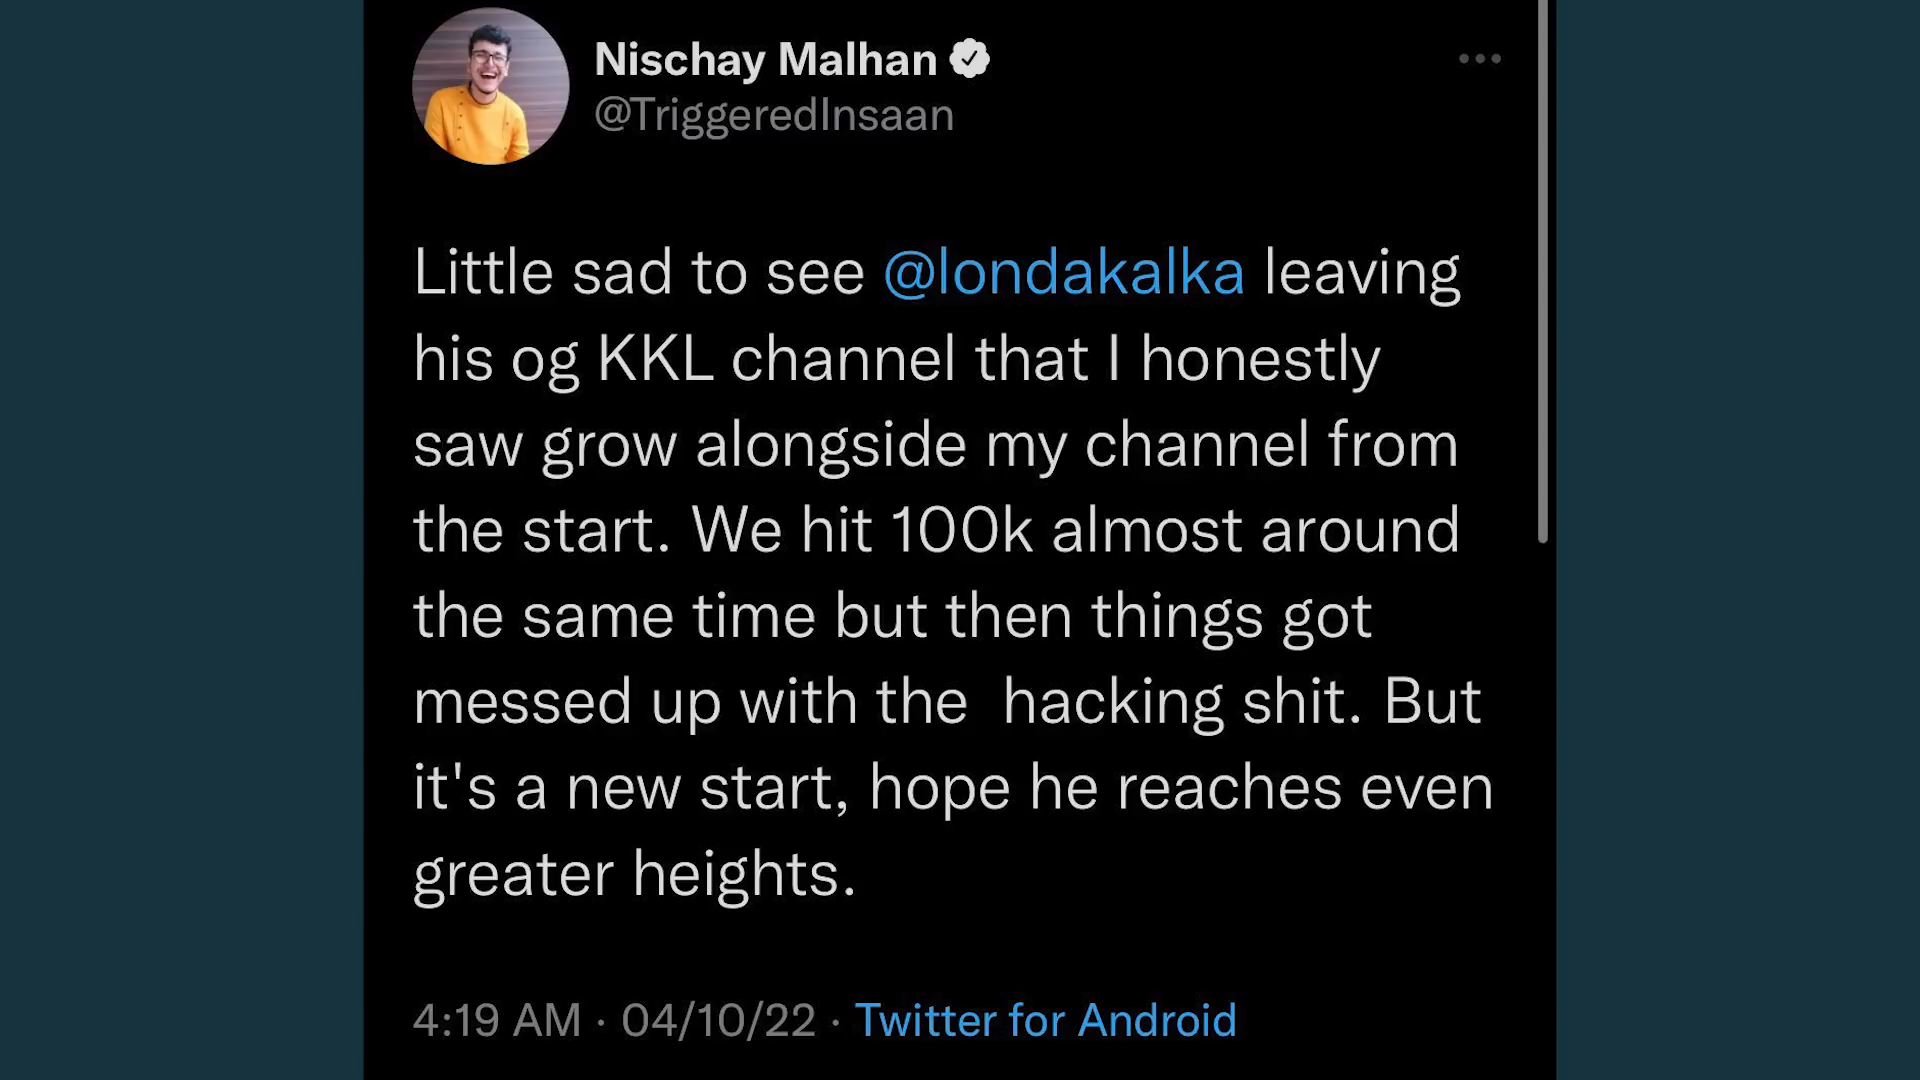 Nischay Malhan
@TriggeredInsaan
Little sad to see @londakalka leaving
his og KKL channel that I honestly
saw grow alongside my channel from
the start. We hit 100k almost around
the same time but then things got
messed up with the  hacking shit. But
it's a new start, hope he reaches even
greater heights.
4:19 AM · 04/10/22 · Twitter for Android